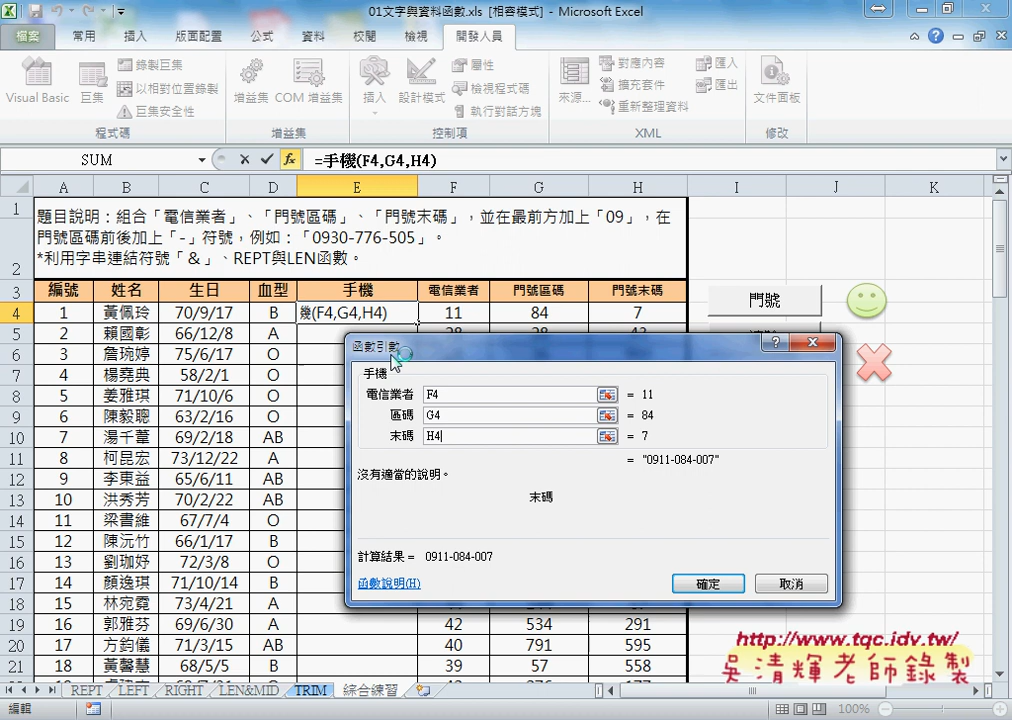 01文字與資料函數.xls [相容模式] - Microsoft Excel
檔案 常用 插入 版面配置 公式 資料 校閱 檢視 開發人員
Visual Basic 巨集 錄製巨集 以相對位置錄製 巨集安全性 程式碼
增益集 COM 增益集 增益集
插入 設計模式 屬性 檢視程式碼 執行對話方塊 控制項
來源... 對應內容 擴充套件 重新整理資料 匯入 匯出 XML
文件面板 修改
SUM =手機(F4,G4,H4)
A B C D E F G H I J K
1 題目說明：組合「電信業者」、「門號區碼」、「門號末碼」，並在最前方加上「09」，在
門號區碼前後加上「-」符號，例如：「0930-776-505」。
2 *利用字串連結符號「＆」、REPT與LEN函數。
3 編號 姓名 生日 血型 手機 電信業者 門號區碼 門號末碼 門號
4 1 黃佩玲 70/9/17 B 機(F4,G4,H4) 11 84 7
5 2 賴國彰 66/12/8 A
6 3 詹琬婷 75/6/17 O
7 4 楊堯典 58/2/1 O
8 5 姜雅琪 71/10/6 O
9 6 陳毅聰 63/2/16 O
10 7 湯千葦 69/2/18 AB
11 8 柯昆宏 73/12/22 A
12 9 李東益 65/6/11 AB
13 10 洪秀芳 70/2/22 AB
14 11 梁書維 67/7/4 O
15 12 陳沅竹 66/1/17 B
16 13 劉珈妤 72/3/8 O
17 14 顏逸琪 71/10/14 B
18 15 林宛霓 73/4/21 A
19 16 郭雅芬 69/6/30 A 42 534 291
20 17 方鈞儀 71/3/15 AB 40 791 595
21 18 黃馨慧 68/5/5 B 39 57 558
函數引數
手機
電信業者 F4 = 11
區碼 G4 = 84
末碼 H4 = 7
= "0911-084-007"
沒有適當的說明。
末碼
計算結果 = 0911-084-007
函數說明(H) 確定 取消
http://www.tqc.idv.tw/
吳清輝老師錄製
REPT LEFT RIGHT LEN&MID TRIM 綜合練習
編輯 100%